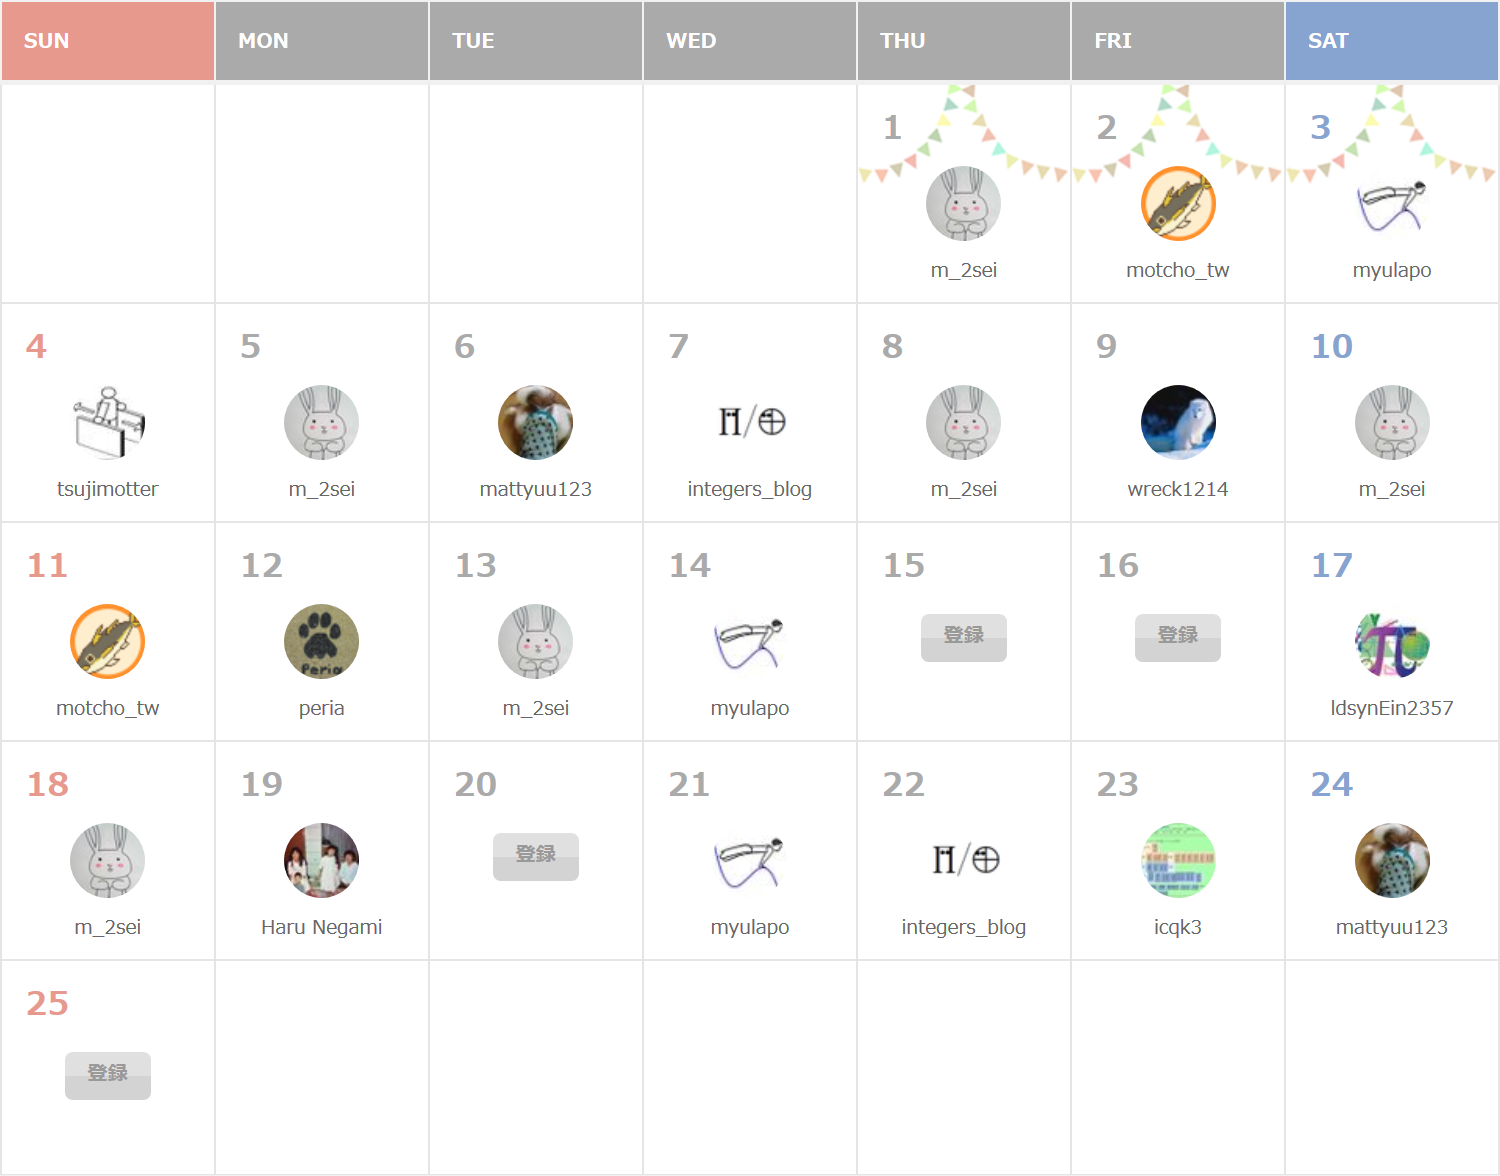 SUN MON TUE WED THU FRI SAT
1 2 3
m_2sei motcho_tw myulapo
4 5 6 7 8 9 10
tsujimotter m_2sei mattyuu123 integers_blog m_2sei wreck1214 m_2sei
11 12 13 14 15 16 17
登録 登録
Peria
motcho_tw peria m_2sei myulapo ldsynEin2357
18 19 20 21 22 23 24
登録
m_2sei Haru Negami myulapo integers_blog icqk3 mattyuu123
25
登録